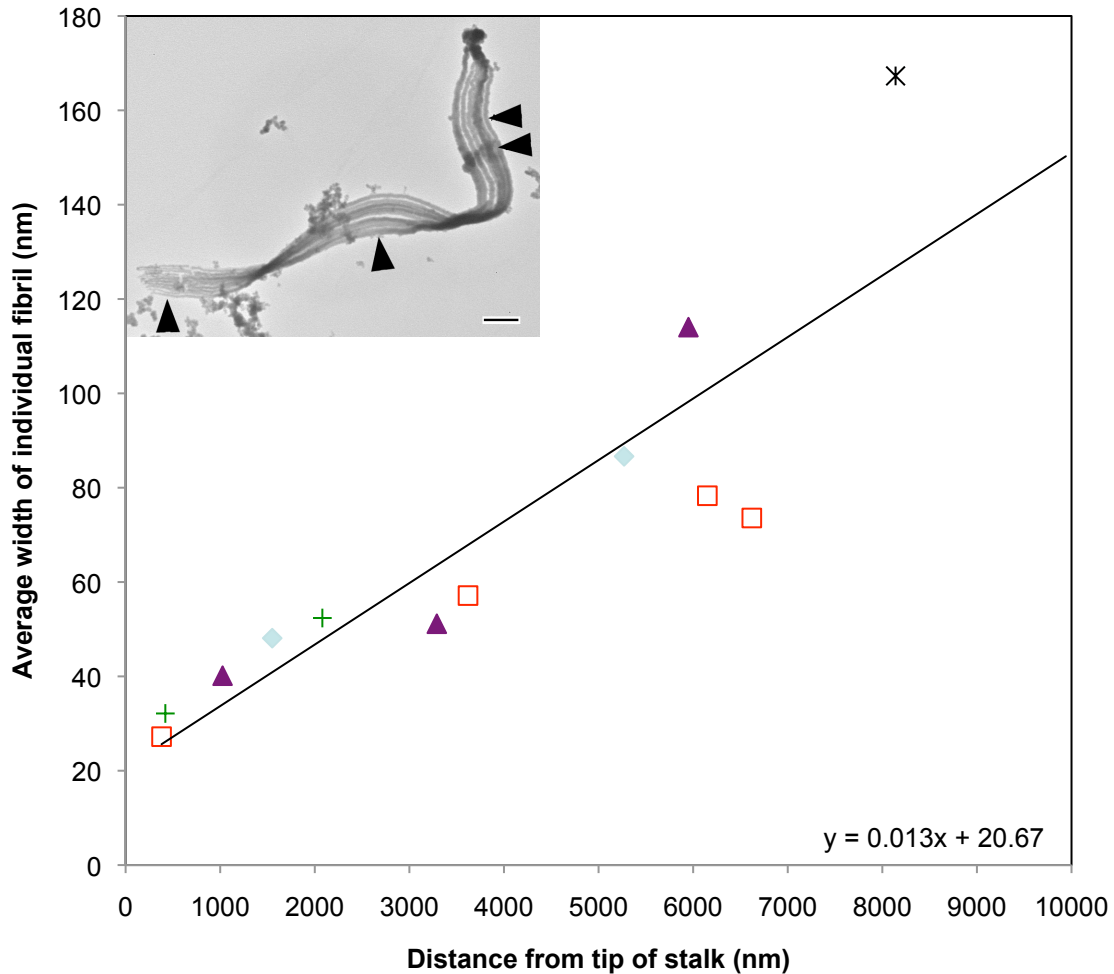 180
160
140
120
100
80
60
40
20
0
Average width of individual fibril (nm)
y = 0.013x + 20.67
0 1000 2000 3000 4000 5000 6000 7000 8000 9000 10000
Distance from tip of stalk (nm)